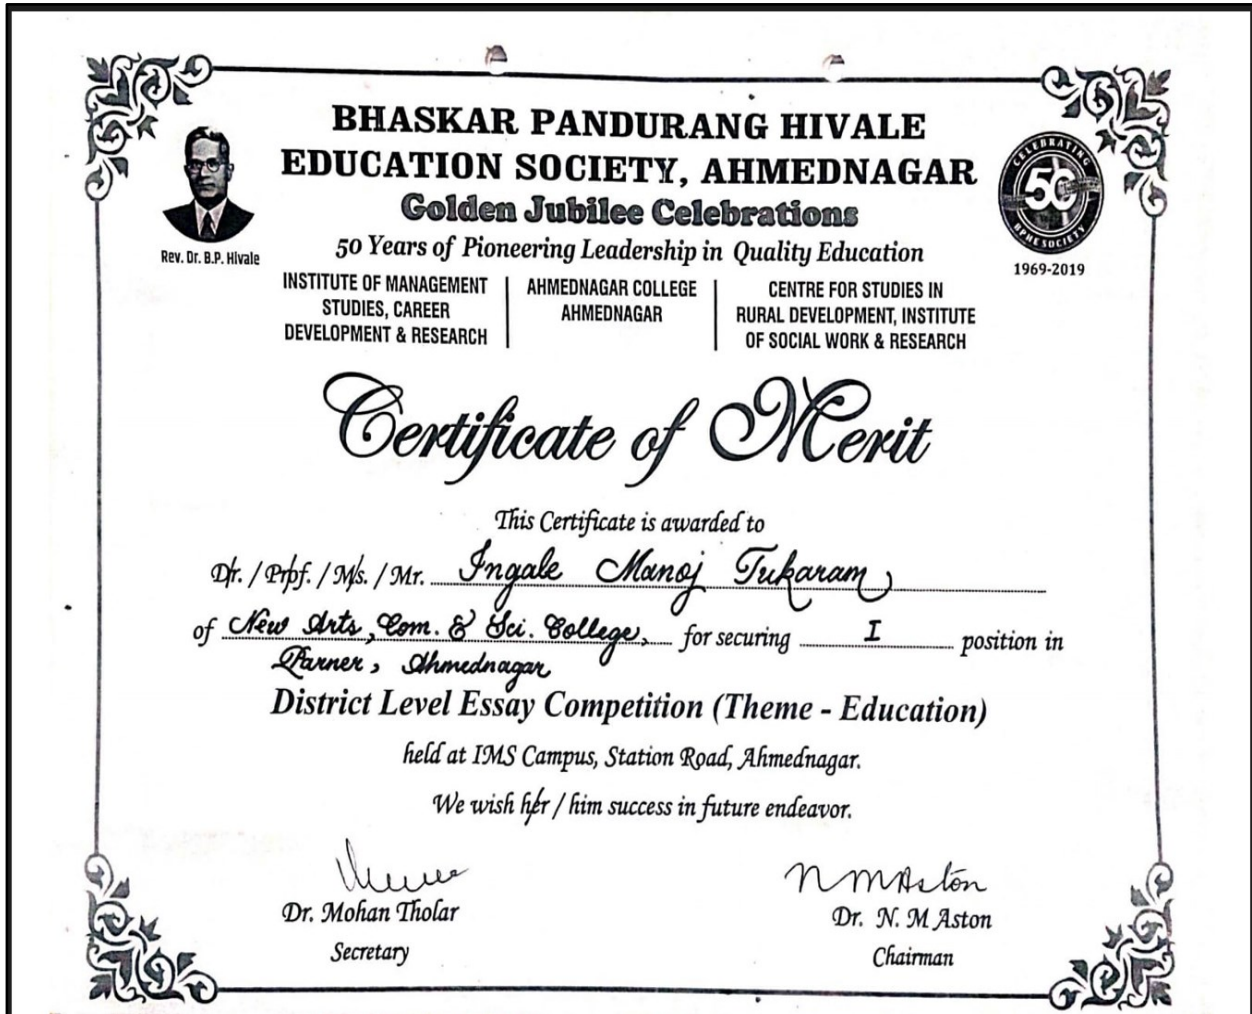 BHASKAR PANDURANG HIVALE
EDUCATION SOCIETY, AHMEDNAGAR
Golden Jubilee Celebrations
50 Years of Pioneering Leadership in Quality Education
Rev. Dr. B.P. Hivale
CELEBRATING
50
BPHE SOCIETY
1969-2019
INSTITUTE OF MANAGEMENT
STUDIES, CAREER
DEVELOPMENT & RESEARCH
AHMEDNAGAR COLLEGE
AHMEDNAGAR
CENTRE FOR STUDIES IN
RURAL DEVELOPMENT, INSTITUTE
OF SOCIAL WORK & RESEARCH
Certificate of Merit
This Certificate is awarded to
Dr. / Prof. / Ms. / Mr. Ingale Manoj Tukaram
of New Arts, Com. & Sci. College, for securing I position in
Parner, Ahmednagar
District Level Essay Competition (Theme - Education)
held at IMS Campus, Station Road, Ahmednagar.
We wish her / him success in future endeavor.
NMAston
Dr. Mohan Tholar
Secretary
Dr. N. M Aston
Chairman